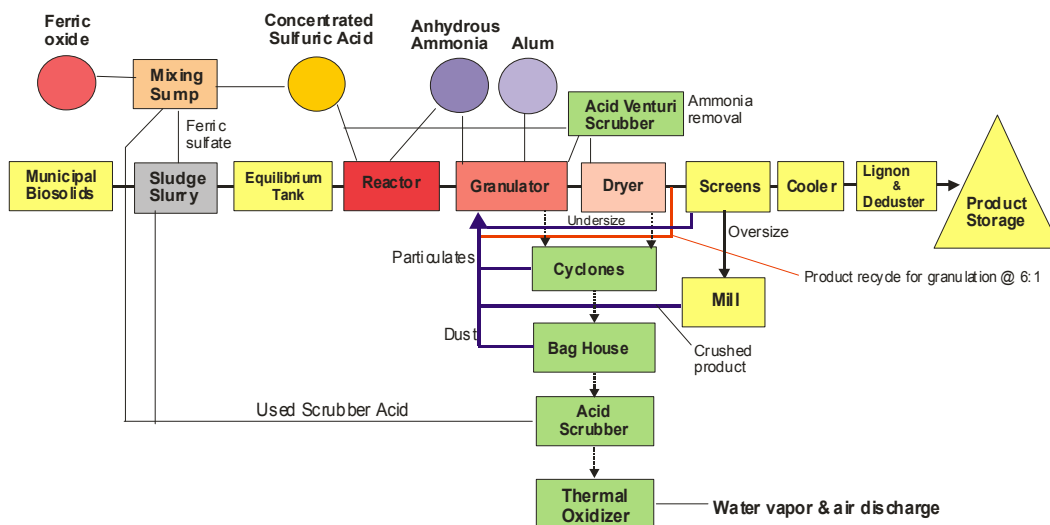 Ferric
oxide
Concentrated
Sulfuric Acid
Anhydrous
Ammonia
Alum
Mixing
Sump
Ferric
sulfate
Acid Venturi
Scrubber
Ammonia
removal
Municipal
Biosolids
Sludge
Slurry
Equilibrium
Tank
Reactor
Granulator
Dryer
Screens
Cooler
Lignon
&
Deduster
Product
Storage
Undersize
Oversize
Particulates
Cyclones
Product recycle for granulation @ 6:1
Mill
Dust
Bag House
Crushed
product
Used Scrubber Acid
Acid
Scrubber
Thermal
Oxidizer
Water vapor & air discharge